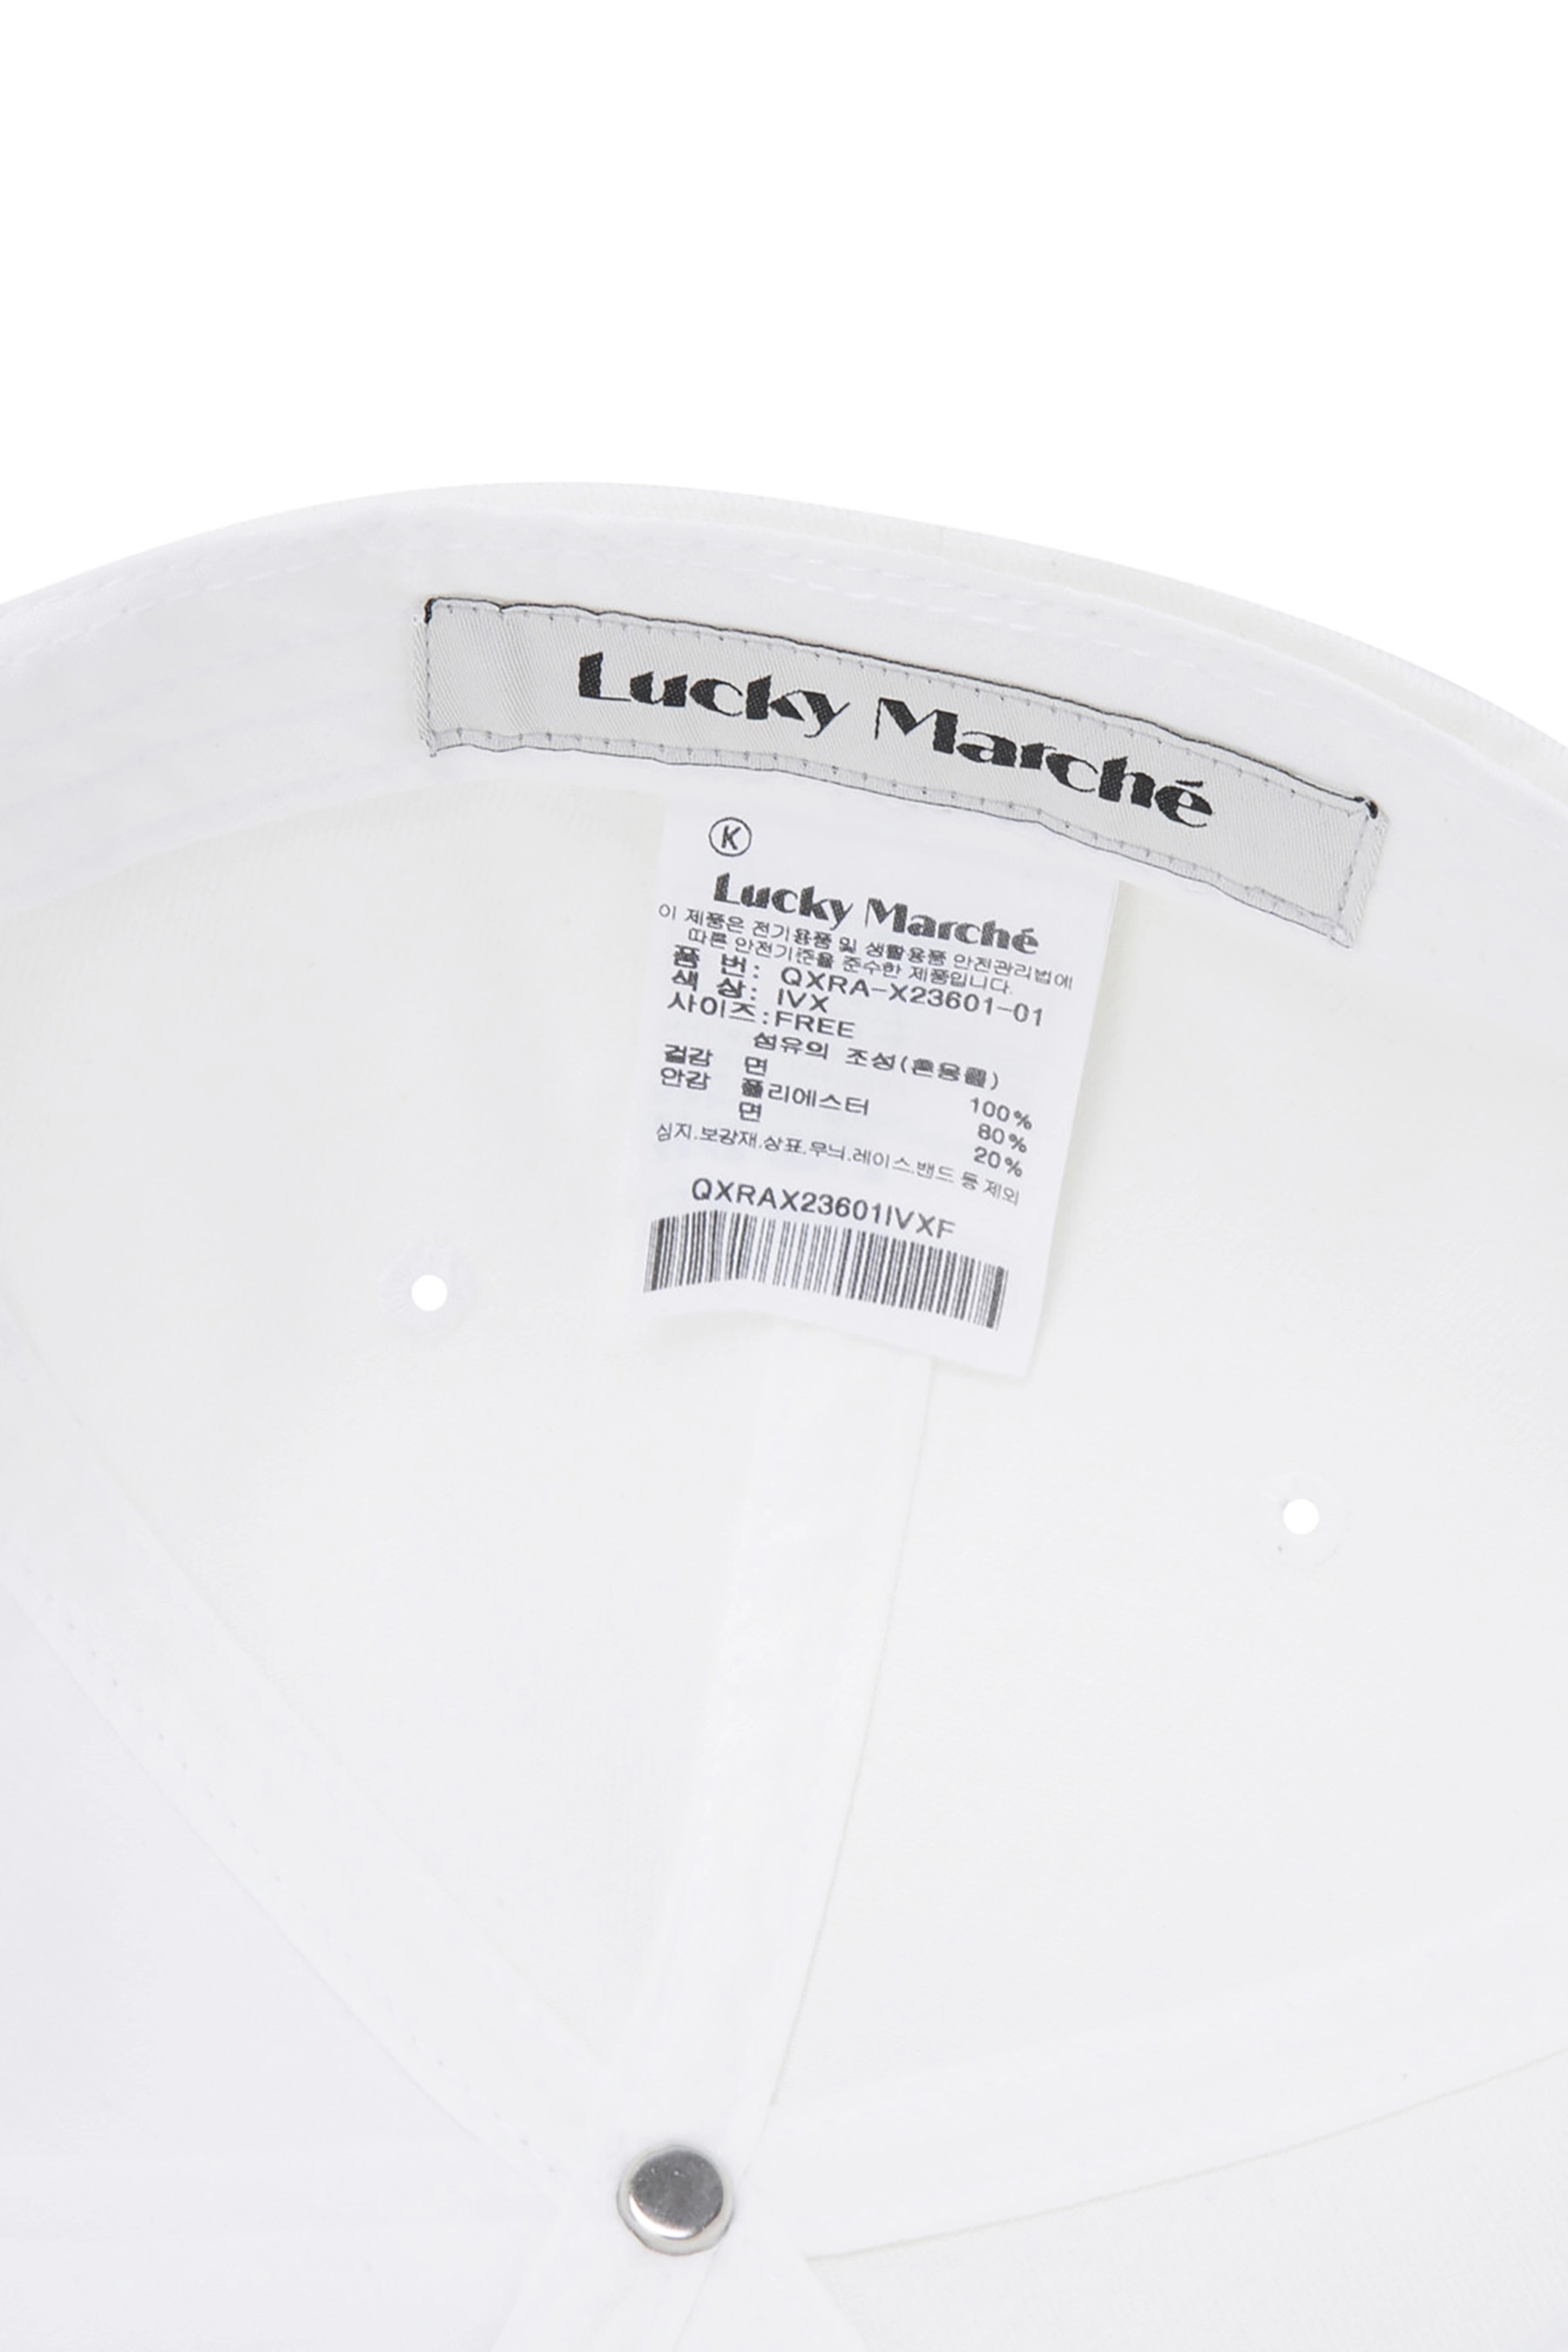 Lucky Marché
K
Lucky Marché
이 제품은 전기용품 및 생활용품 안전관리법에
따른 안전기준을 준수한 제품입니다.
품 번: QXRA-X23601-01
색 상: IVX
사이즈:FREE
섬유의 조성(혼용률)
겉감 면 100%
안감 폴리에스터 80%
면 20%
심지.보강재.상표.무늬.레이스.밴드 등 제외
QXRAX23601IVXF